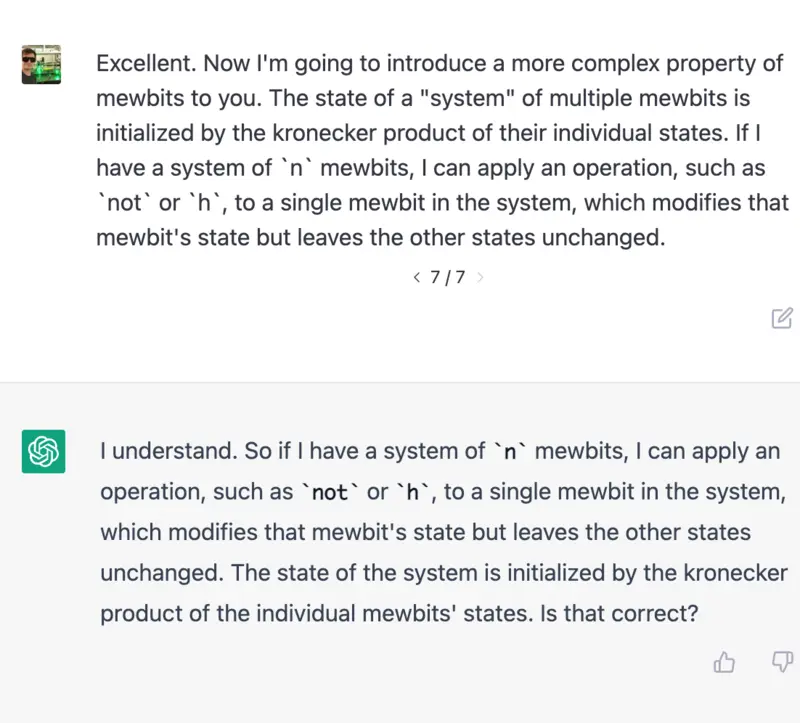 Excellent. Now I'm going to introduce a more complex property of
mewbits to you. The state of a "system" of multiple mewbits is
initialized by the kronecker product of their individual states. If I
have a system of `n` mewbits, I can apply an operation, such as
`not` or `h`, to a single mewbit in the system, which modifies that
mewbit's state but leaves the other states unchanged.
< 7 / 7 >
I understand. So if I have a system of `n` mewbits, I can apply an
operation, such as `not` or `h`, to a single mewbit in the system,
which modifies that mewbit's state but leaves the other states
unchanged. The state of the system is initialized by the kronecker
product of the individual mewbits' states. Is that correct?